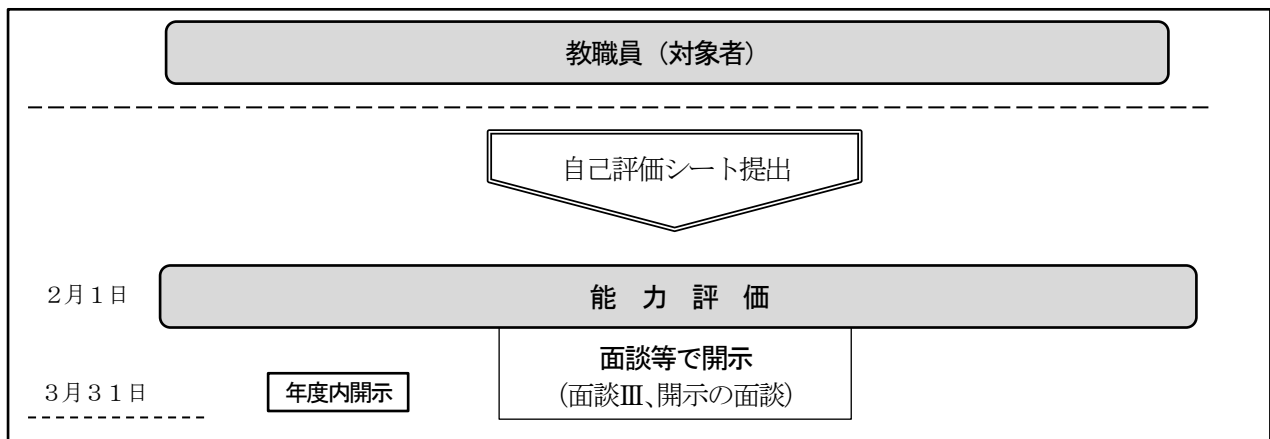 教職員（対象者）
自己評価シート提出
２月１日
能　力　評　価
面談等で開示
（面談Ⅲ、開示の面談）
３月３１日
年度内開示